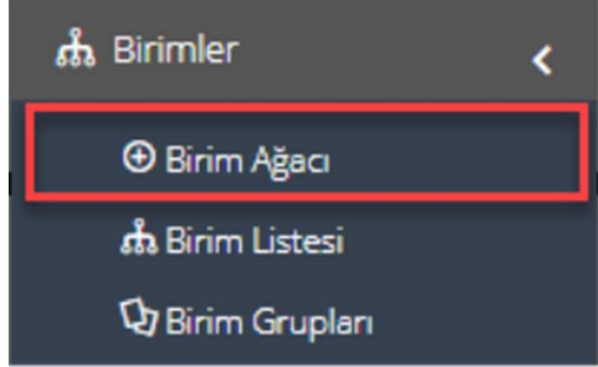 Birimler
Birim Ağacı
Birim Listesi
Birim Grupları